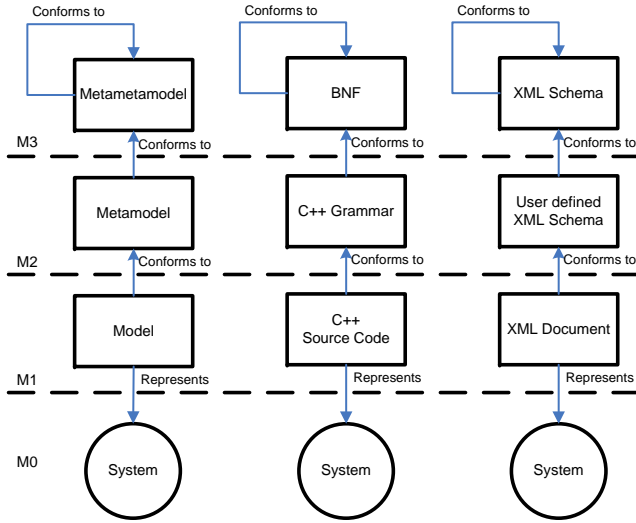 Conforms to
Conforms to
Conforms to
Metametamodel
BNF
XML Schema
M3
Conforms to
Conforms to
Conforms to
Metamodel
C++ Grammar
User defined
XML Schema
M2
Conforms to
Conforms to
Conforms to
Model
C++
Source Code
XML Document
M1
Represents
Represents
Represents
M0
System
System
System